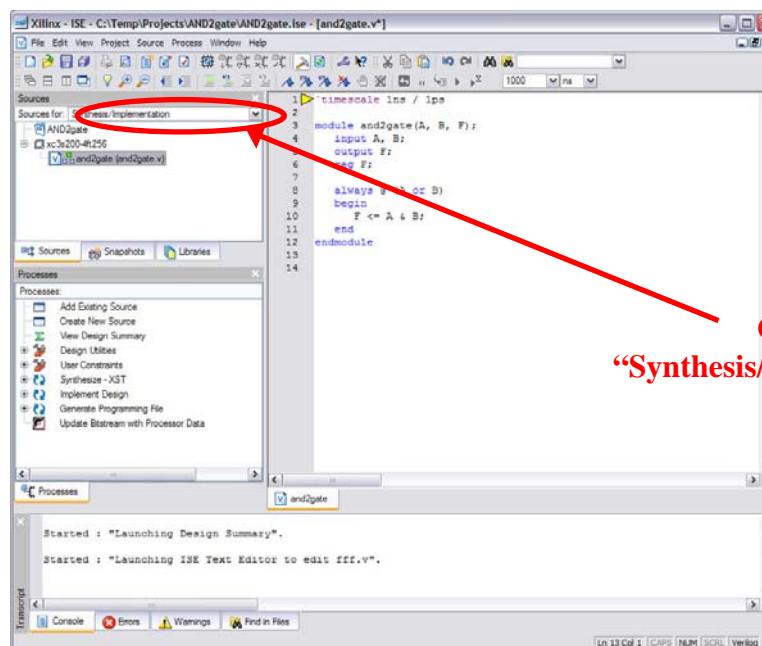 Xilinx - ISE - C:\Temp\Projects\AND2gate\AND2gate.ise - [and2gate.v*]
File Edit View Project Source Process Window Help
1000 ns
Sources
Sources for: Synthesis/Implementation
AND2gate
xc3s200-4ft256
and2gate (and2gate.v)
Sources Snapshots Libraries
Processes
Processes:
Add Existing Source
Create New Source
View Design Summary
Design Utilities
User Constraints
Synthesize - XST
Implement Design
Generate Programming File
Update Bitstream with Processor Data
Processes
1 `timescale 1ns / 1ps
2
3 module and2gate(A, B, F);
4 input A, B;
5 output F;
6 reg F;
7
8 always @ (A or B)
9 begin
10 F <= A & B;
11 end
12 endmodule
13
14
and2gate
“Synthesis/
Started : "Launching Design Summary".
Started : "Launching ISE Text Editor to edit fff.v".
Transcript
Console Errors Warnings Find in Files
Ln 13 Col 1 CAPS NUM SCRL Verilog